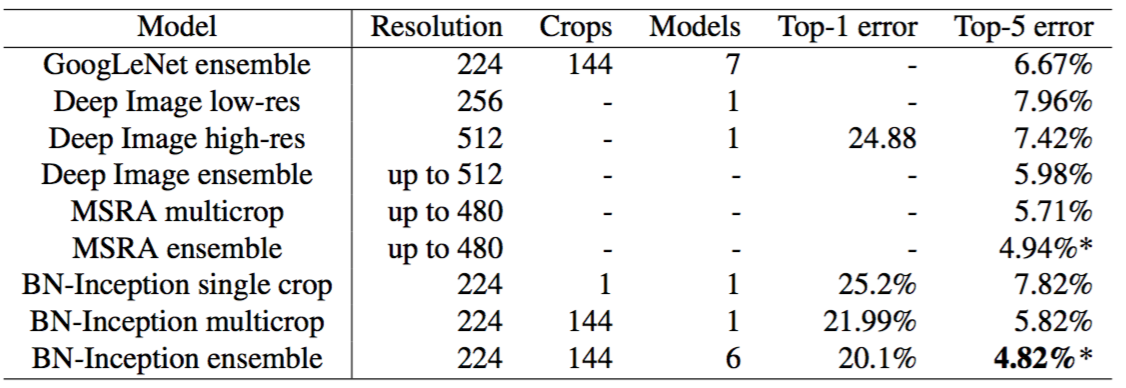 Model Resolution Crops Models Top-1 error Top-5 error
GoogLeNet ensemble 224 144 7 - 6.67%
Deep Image low-res 256 - 1 - 7.96%
Deep Image high-res 512 - 1 24.88 7.42%
Deep Image ensemble up to 512 - - - 5.98%
MSRA multicrop up to 480 - - - 5.71%
MSRA ensemble up to 480 - - - 4.94%*
BN-Inception single crop 224 1 1 25.2% 7.82%
BN-Inception multicrop 224 144 1 21.99% 5.82%
BN-Inception ensemble 224 144 6 20.1% 4.82%*